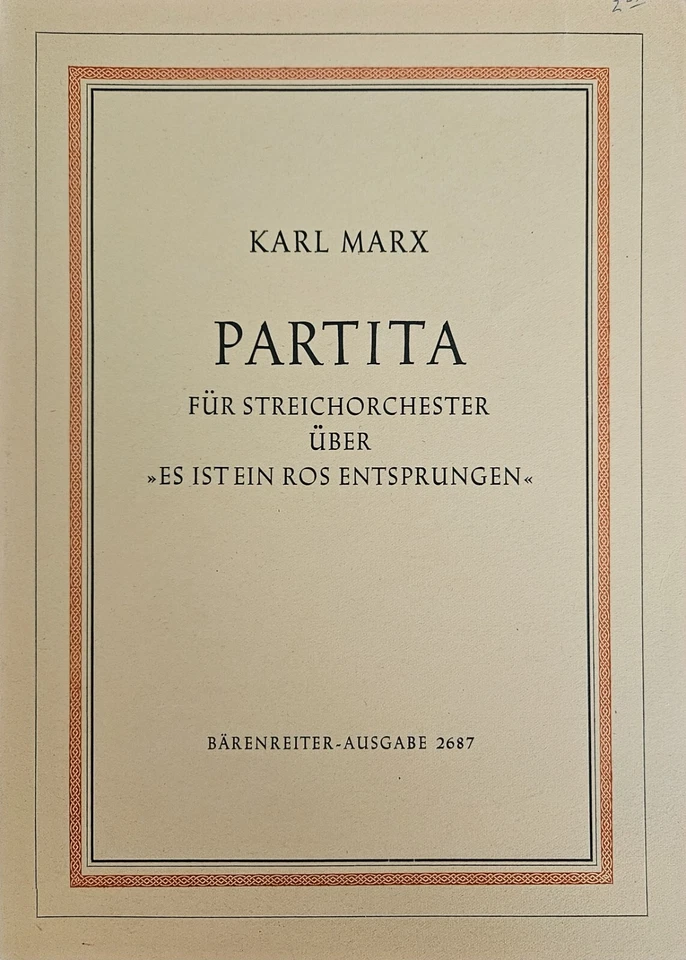 KARL MARX
PARTITA
FÜR STREICHORCHESTER
ÜBER
»ES IST EIN ROS ENTSPRUNGEN«
BÄRENREITER-AUSGABE 2687